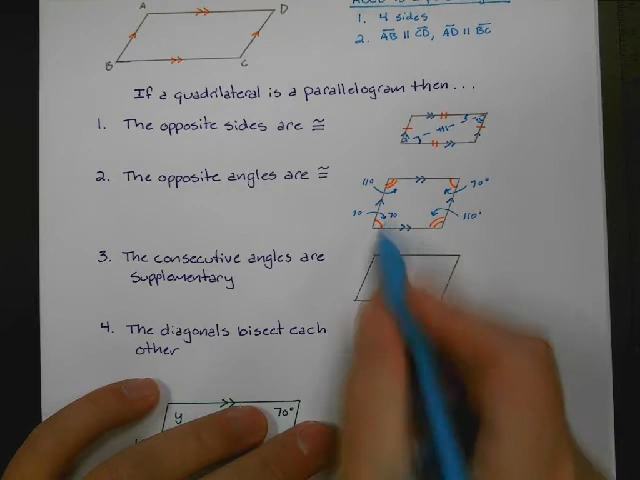 A
D
B
C
1. 4 sides
2. AB || CD, AD || BC
If a quadrilateral is a parallelogram then...
1. The opposite sides are ≅
2. The opposite angles are ≅
110
70°
70
110°
3. The consecutive angles are
supplementary
4. The diagonals bisect each
other
y
70°